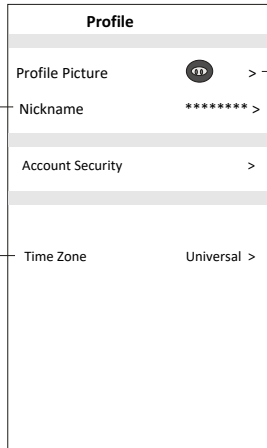 Profile
Profile Picture >
Nickname ******** >
Account Security >
Time Zone Universal >